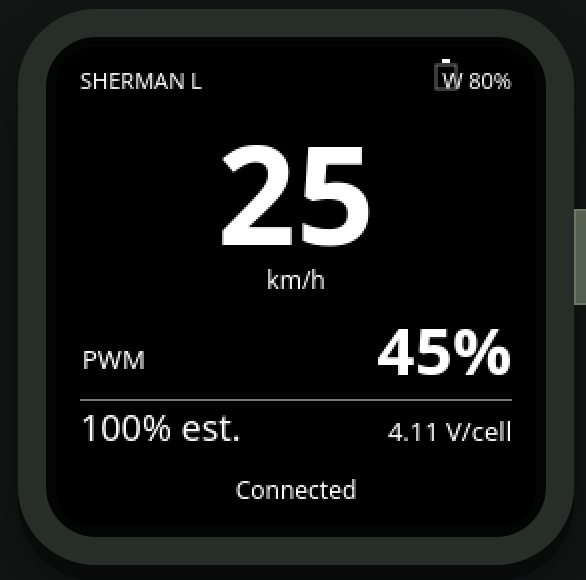 SHERMAN L W 80%
25
km/h
PWM 45%
100% est. 4.11 V/cell
Connected